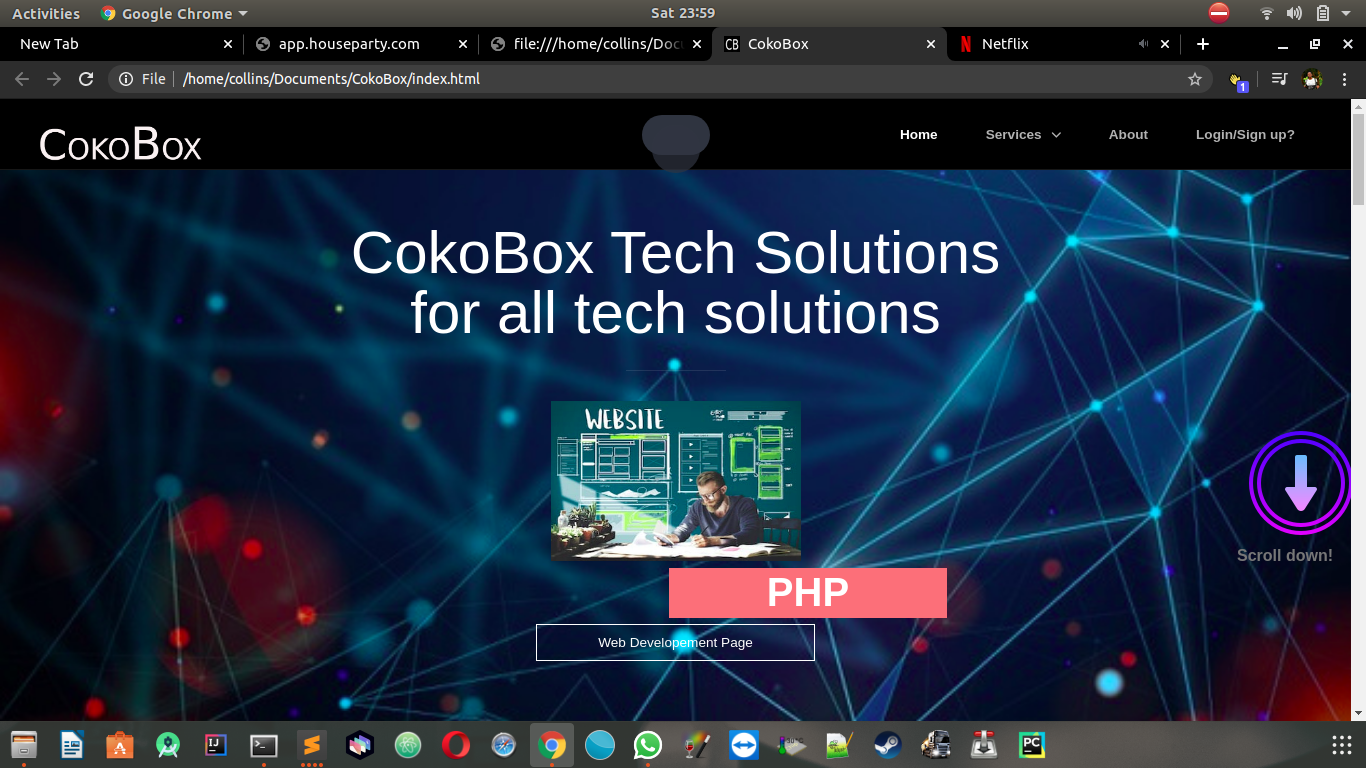 Activities Google Chrome Sat 23:59
New Tab app.houseparty.com file:///home/collins/Docu CokoBox Netflix
File /home/collins/Documents/CokoBox/index.html
1
CokoBox Home Services About Login/Sign up?
CokoBox Tech Solutions
for all tech solutions
WEBSITE
Scroll down!
PHP
Web Developement Page